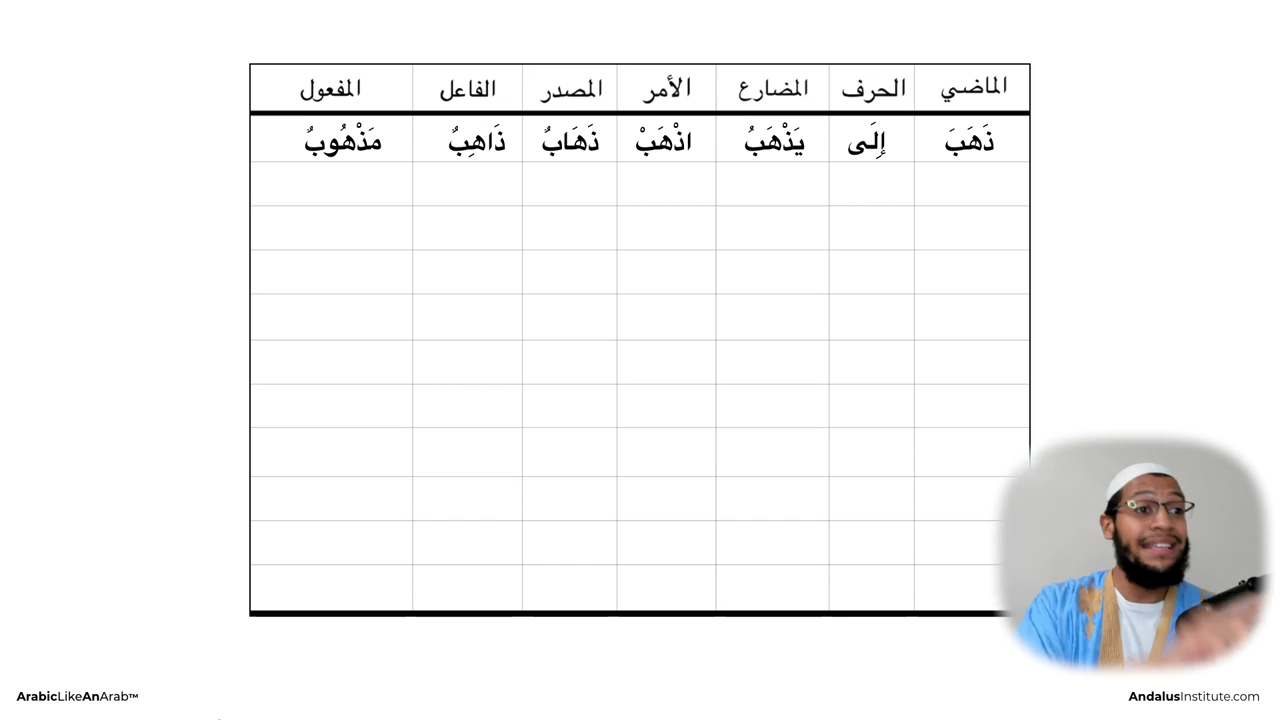 الماضي الحرف المضارع الأمر المصدر الفاعل المفعول
ذَهَبَ إِلَى يَذْهَبُ اذْهَبْ ذَهَابٌ ذَاهِبٌ مَذْهُوبٌ
ArabicLikeAnArab™ AndalusInstitute.com